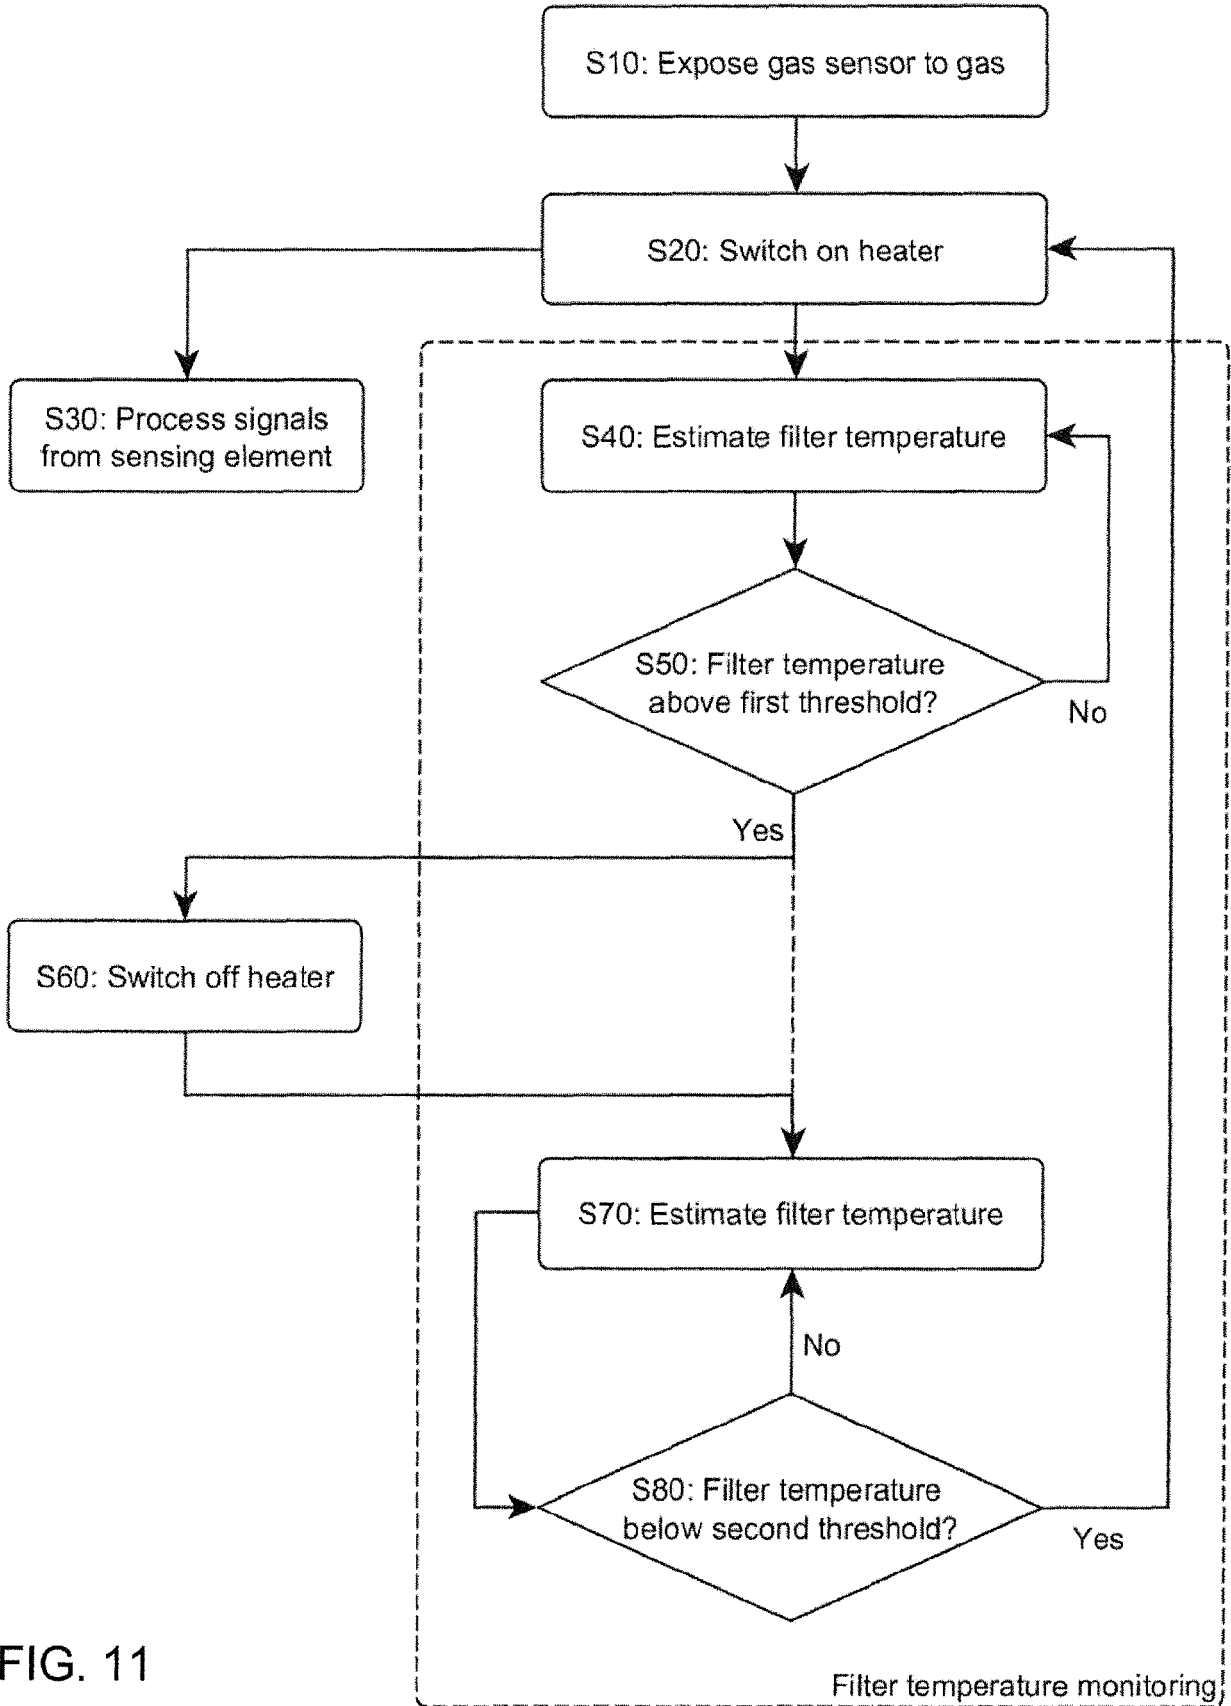 S10: Expose gas sensor to gas
S20: Switch on heater
S30: Process signals
from sensing element
S40: Estimate filter temperature
S50: Filter temperature
above first threshold?
No
Yes
S60: Switch off heater
S70: Estimate filter temperature
No
S80: Filter temperature
below second threshold?
Yes
FIG. 11
Filter temperature monitoring